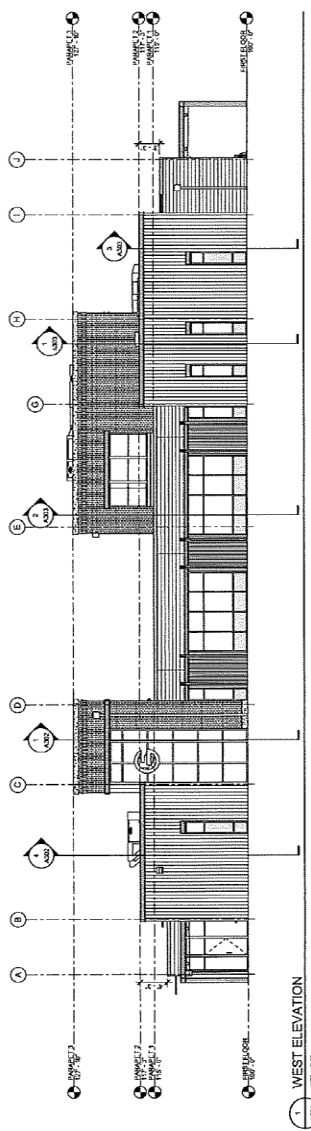 PARAPET 3
127' - 10"
PARAPET 2
117' - 3"
PARAPET 1
115' - 0"
FIRST FLOOR
100' - 0"
A
B
C
D
E
G
H
I
J
4
A302
1
A302
2
A303
1
A303
3
A303
PARAPET 3
127' - 10"
PARAPET 2
117' - 3"
PARAPET 1
115' - 0"
FIRST FLOOR
100' - 0"
1
WEST ELEVATION